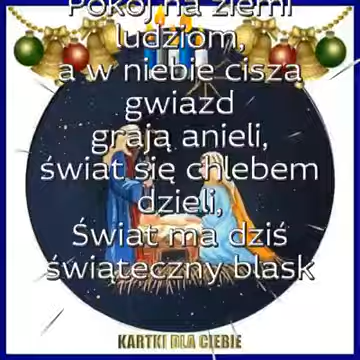 Pokój na ziemi
ludziom,
a w niebie cisza
gwiazd
grają anieli,
świat się chlebem
dzieli,
Świat ma dziś
świąteczny blask
KARTKI DLA CIEBIE